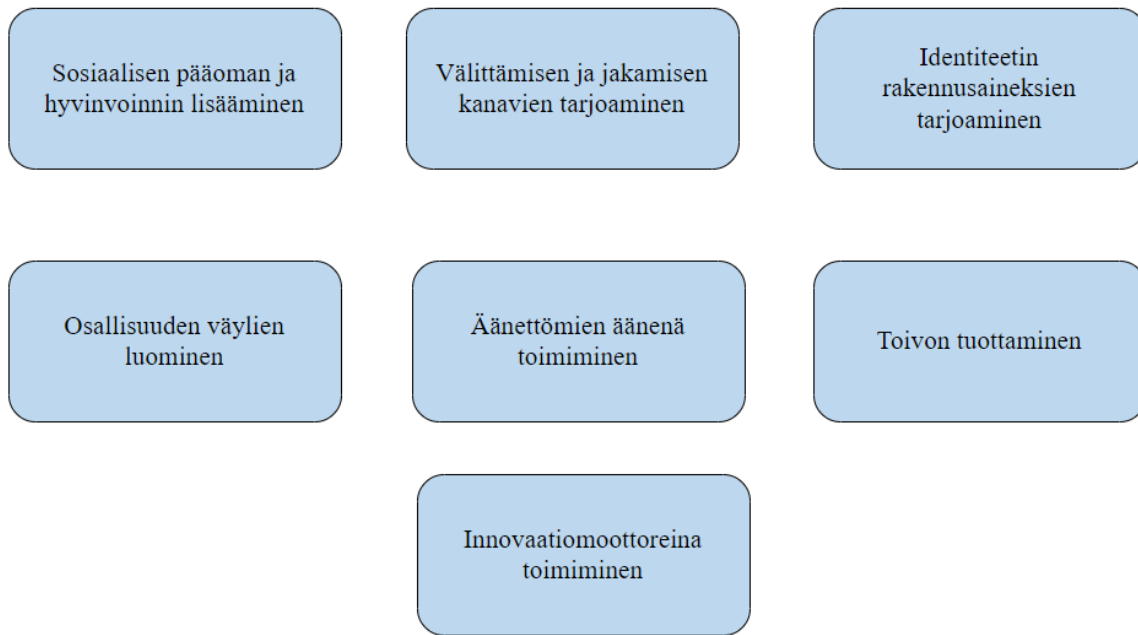 Sosiaalisen pääoman ja
hyvinvoinnin lisääminen
Välittämisen ja jakamisen
kanavien tarjoaminen
Identiteetin
rakennusaineksien
tarjoaminen
Osallisuuden väylien
luominen
Äänettömien äänenä
toimiminen
Toivon tuottaminen
Innovaatiomoottoreina
toimiminen